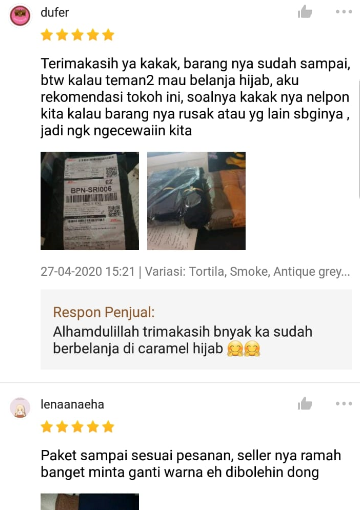 dufer
Terimakasih ya kakak, barang nya sudah sampai,
btw kalau teman2 mau belanja hijab, aku
rekomendasi tokoh ini, soalnya kakak nya nelpon
kita kalau barang nya rusak atau yg lain sbginya ,
jadi ngk ngecewaiin kita
BPN-SRI006
EZ
27-04-2020 15:21 | Variasi: Tortila, Smoke, Antique grey...
Respon Penjual:
Alhamdulillah trimakasih bnyak ka sudah
berbelanja di caramel hijab 🤗🤗
lenaanaeha
Paket sampai sesuai pesanan, seller nya ramah
banget minta ganti warna eh dibolehin dong